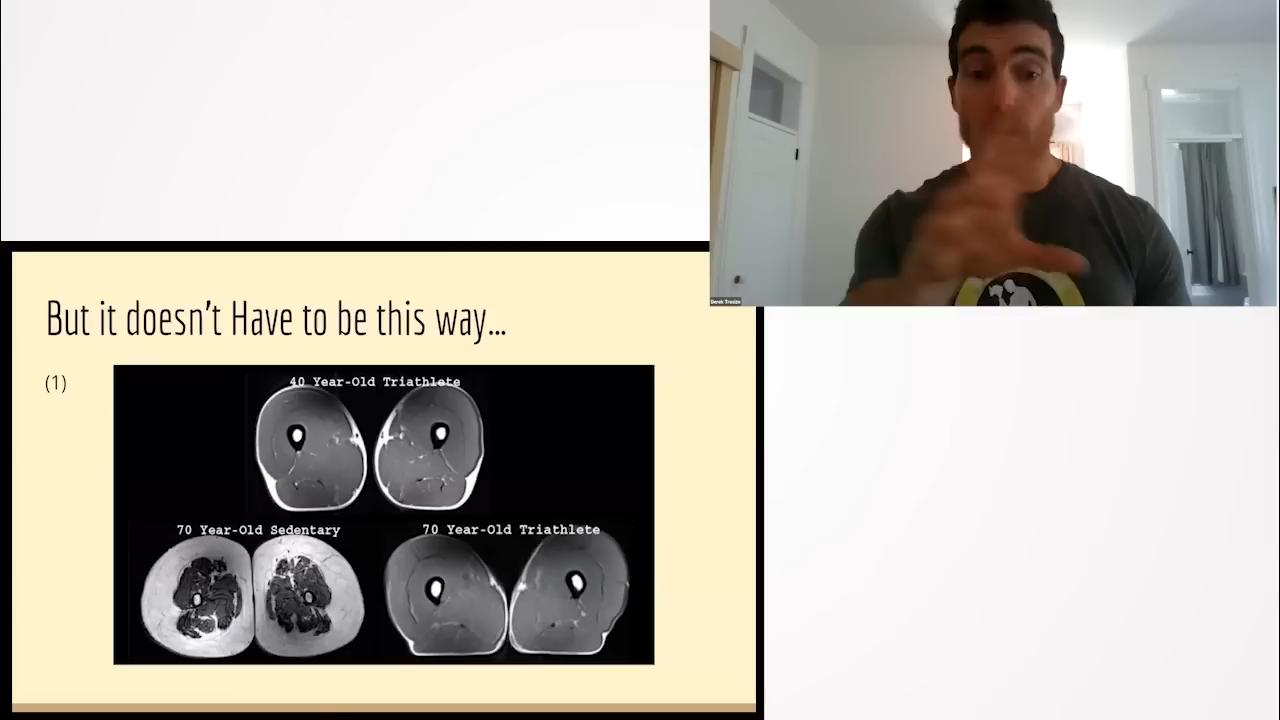 But it doesn't Have to be this way...
(1)
40 Year-Old Triathlete
70 Year-Old Sedentary
70 Year-Old Triathlete